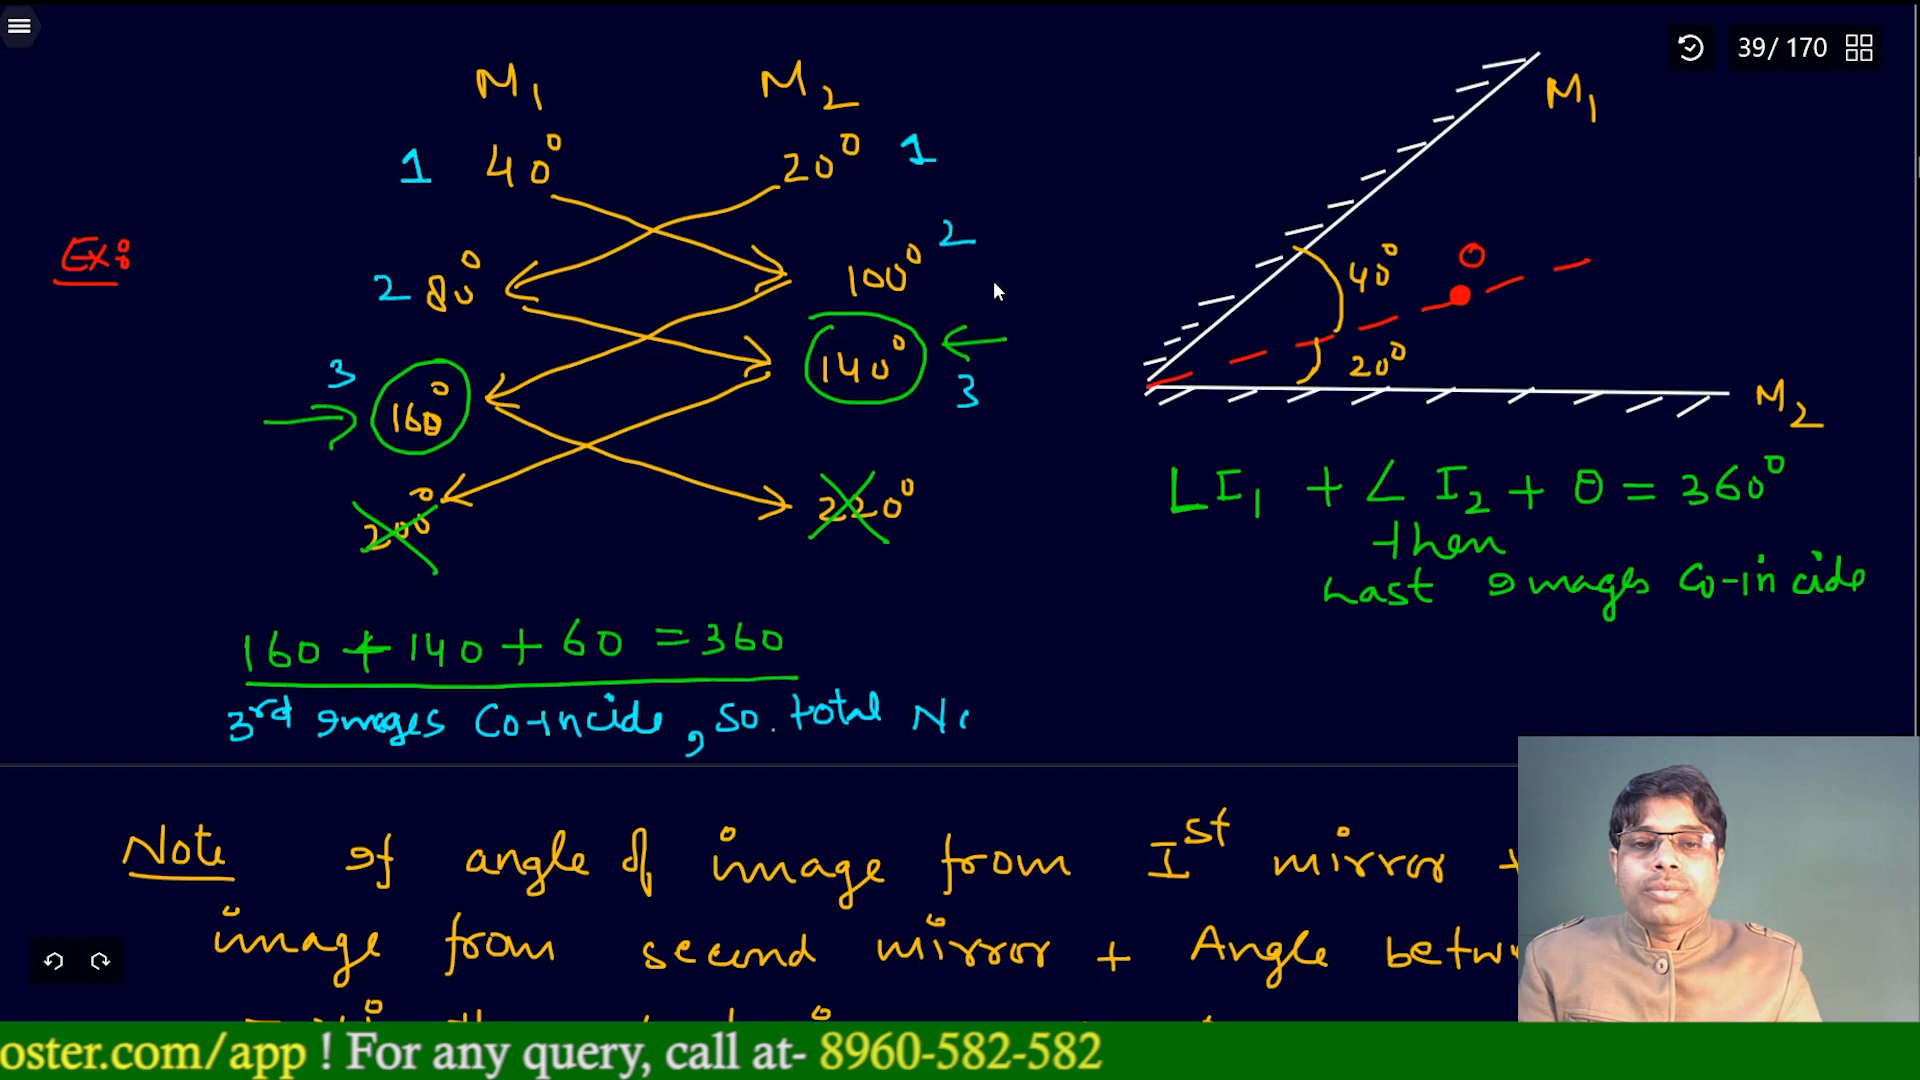 39/ 170
M₁ M₂
1 40° 20° 1
Ex:
2 80° 100° 2
3 160° 140° 3
200° 220°
160 + 140 + 60 = 360
3rd Images Co-incide, so. total N
M₁
O
40°
20°
M₂
∠I₁ + ∠I₂ + θ = 360°
then
Last Images Co-incide
Note If angle of image from Ist mirror +
image from second mirror + Angle betw
oster.com/app ! For any query, call at- 8960-582-582